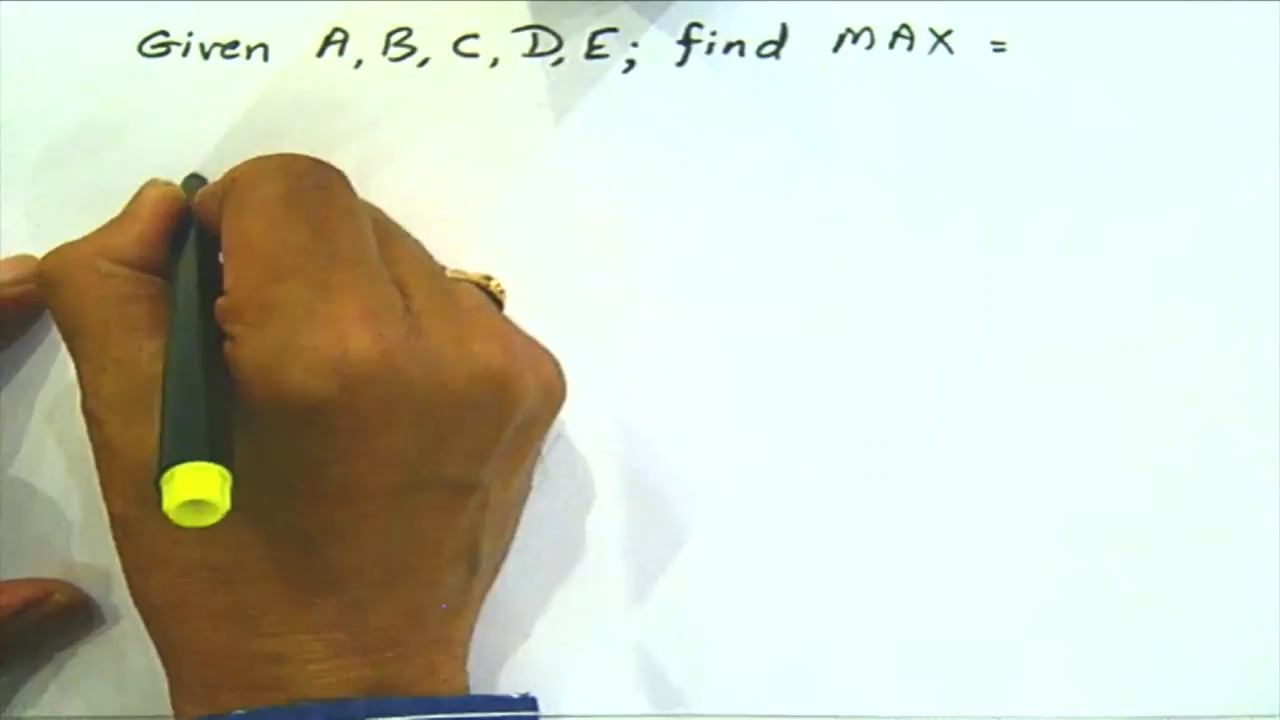 Given A, B, C, D, E; find MAX =